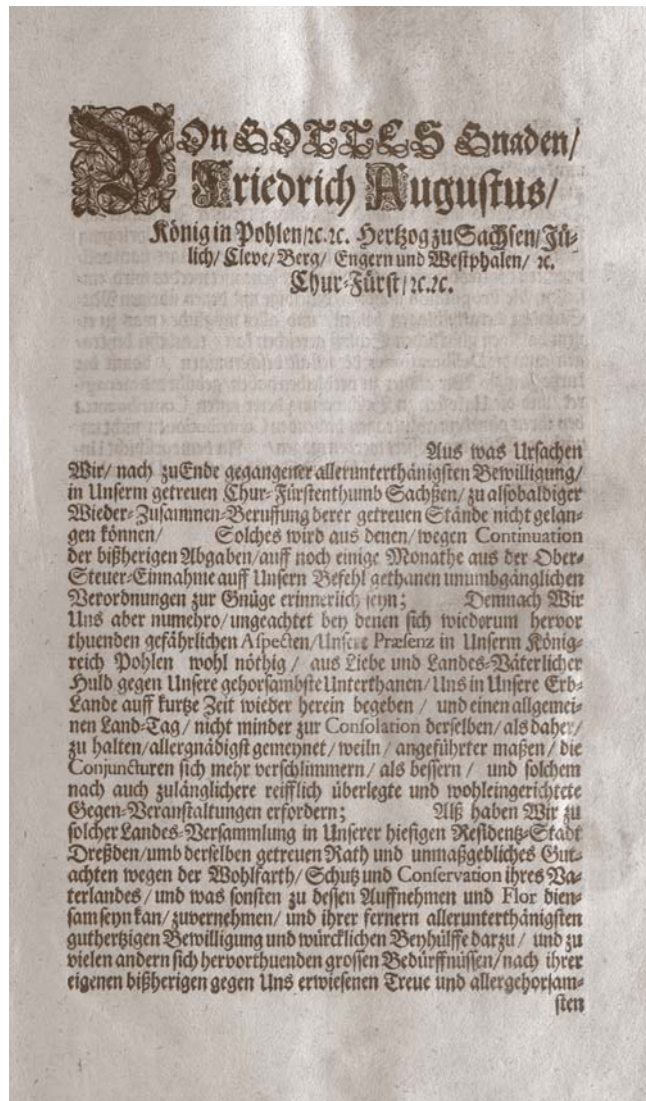 Von GOTTES Gnaden/
Friedrich Augustus/
König in Pohlen/ꝛc.ꝛc. Hertzog zu Sachsen/Jü-
lich/Cleve/Berg/ Engern und Westphalen/ ꝛc.
Chur-Fürst/ꝛc.ꝛc.
Aus was Ursachen
Wir/ nach zu Ende gegangener allerunterthänigsten Bewilligung/
in Unserm getreuen Chur-Fürstenthumb Sachßen/ zu alsobaldiger
Wieder-Zusammen-Beruffung derer getreuen Stände nicht gelan-
gen können/ Solches wird aus denen/ wegen Continuation
der bißherigen Abgaben/auff noch einige Monathe aus der Ober-
Steuer-Einnahme auff Unsern Befehl gethanen unumbgänglichen
Verordnungen zur Gnüge erinnerlich seyn; Demnach Wir
Uns aber numehro/ungeachtet bey denen sich wiedorum hervor
thuenden gefährlichen Aspecten/Unsere Præsenz in Unserm König-
reich Pohlen wohl nöthig/ aus Liebe und Landes-Väterlicher
Huld gegen Unsere gehorsambste Unterthanen/Uns in Unsere Erb-
Lande auff kurtze Zeit wieder herein begeben / und einen allgemei-
nen Land-Tag/ nicht minder zur Consolation derselben/als daher/
zu halten/allergnädigst gemeynet/weiln/ angeführter maßen/ die
Conjuncturen sich mehr verschlimmern/ als bessern/ und solchem
nach auch zulänglichere reifflich überlegte und wohleingerichtete
Gegen-Veranstaltungen erfordern; Alß haben Wir zu
solcher Landes-Versammlung in Unserer hiesigen Residentz-Stadt
Dreßden/umb derselben getreuen Rath und unmaßgebliches Gut-
achten wegen der Wohlfarth/ Schutz und Conservation ihres Va-
terlandes/ und was sonsten zu dessen Auffnehmen und Flor dien-
sam seyn kan/ zuvernehmen/ und ihrer fernern allerunterthänigsten
guthertzigen Bewilligung und würcklichen Beyhülffe darzu/ und zu
vielen andern sich hervorthuenden grossen Bedürffnüssen/nach ihrer
eigenen bißherigen gegen Uns erwiesenen Treue und allergehorsam-
sten